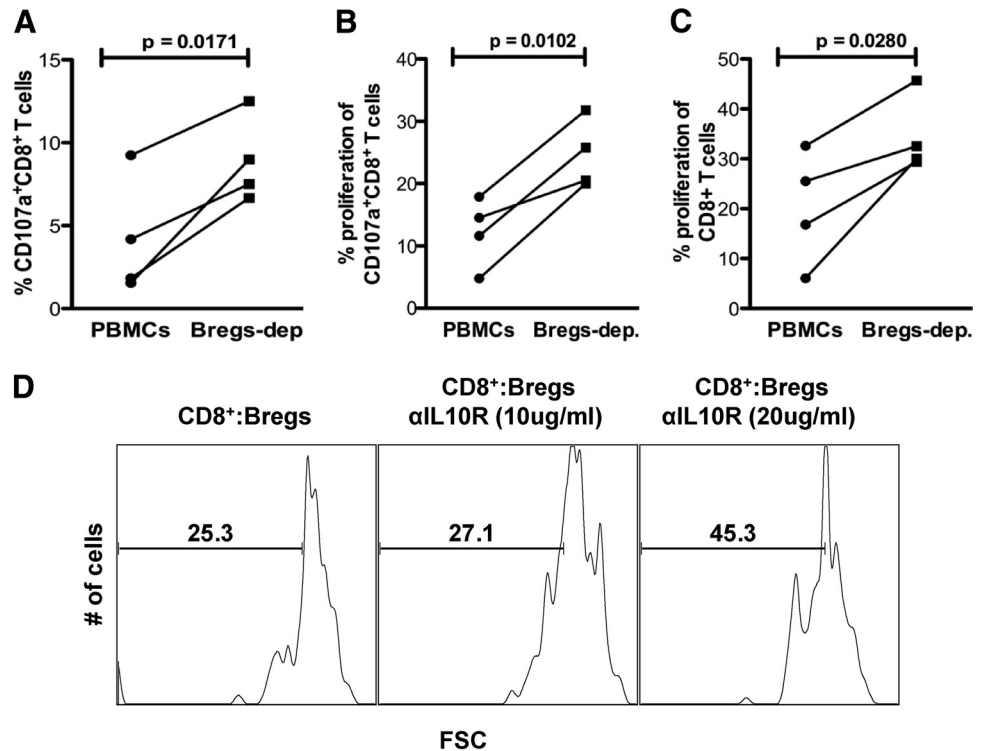 A
p = 0.0171
% CD107a⁺CD8⁺ T cells
15
10
5
0
PBMCs
Bregs-dep
B
p = 0.0102
% proliferation of
CD107a⁺CD8⁺ T cells
40
30
20
10
0
PBMCs
Bregs-dep.
C
p = 0.0280
% proliferation of
CD8+ T cells
50
40
30
20
10
0
PBMCs
Bregs-dep.
D
CD8⁺:Bregs
CD8⁺:Bregs
αIL10R (10ug/ml)
CD8⁺:Bregs
αIL10R (20ug/ml)
# of cells
25.3
27.1
45.3
FSC